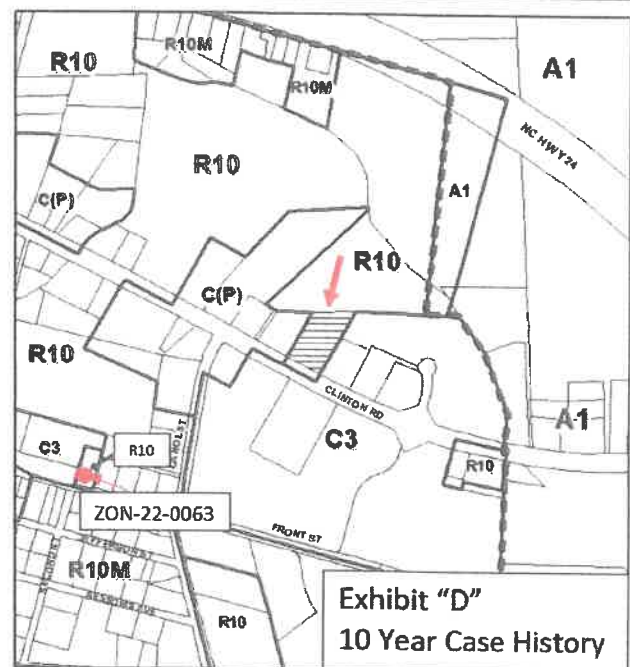 R10
R10M
R10M
A1
NC HWY 24
R10
A1
C(P)
R10
C(P)
R10
CLINTON RD
C3
A1
R10
C3
R10
ZON-22-0063
FRONT ST
R10M
R10
Exhibit "D"
10 Year Case History